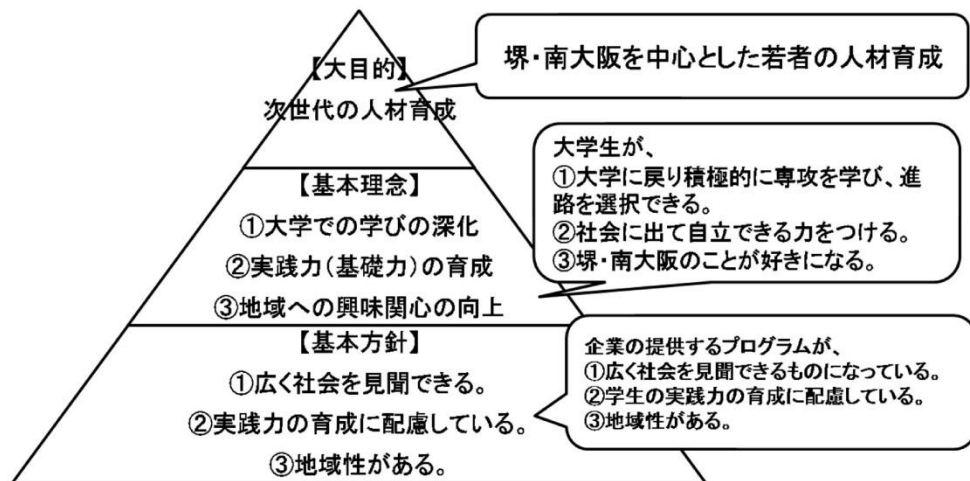 【大目的】
次世代の人材育成
堺・南大阪を中心とした若者の人材育成
【基本理念】
①大学での学びの深化
②実践力(基礎力)の育成
③地域への興味関心の向上
大学生が、
①大学に戻り積極的に専攻を学び、進
路を選択できる。
②社会に出て自立できる力をつける。
③堺・南大阪のことが好きになる。
【基本方針】
①広く社会を見聞できる。
②実践力の育成に配慮している。
③地域性がある。
企業の提供するプログラムが、
①広く社会を見聞できるものになっている。
②学生の実践力の育成に配慮している。
③地域性がある。